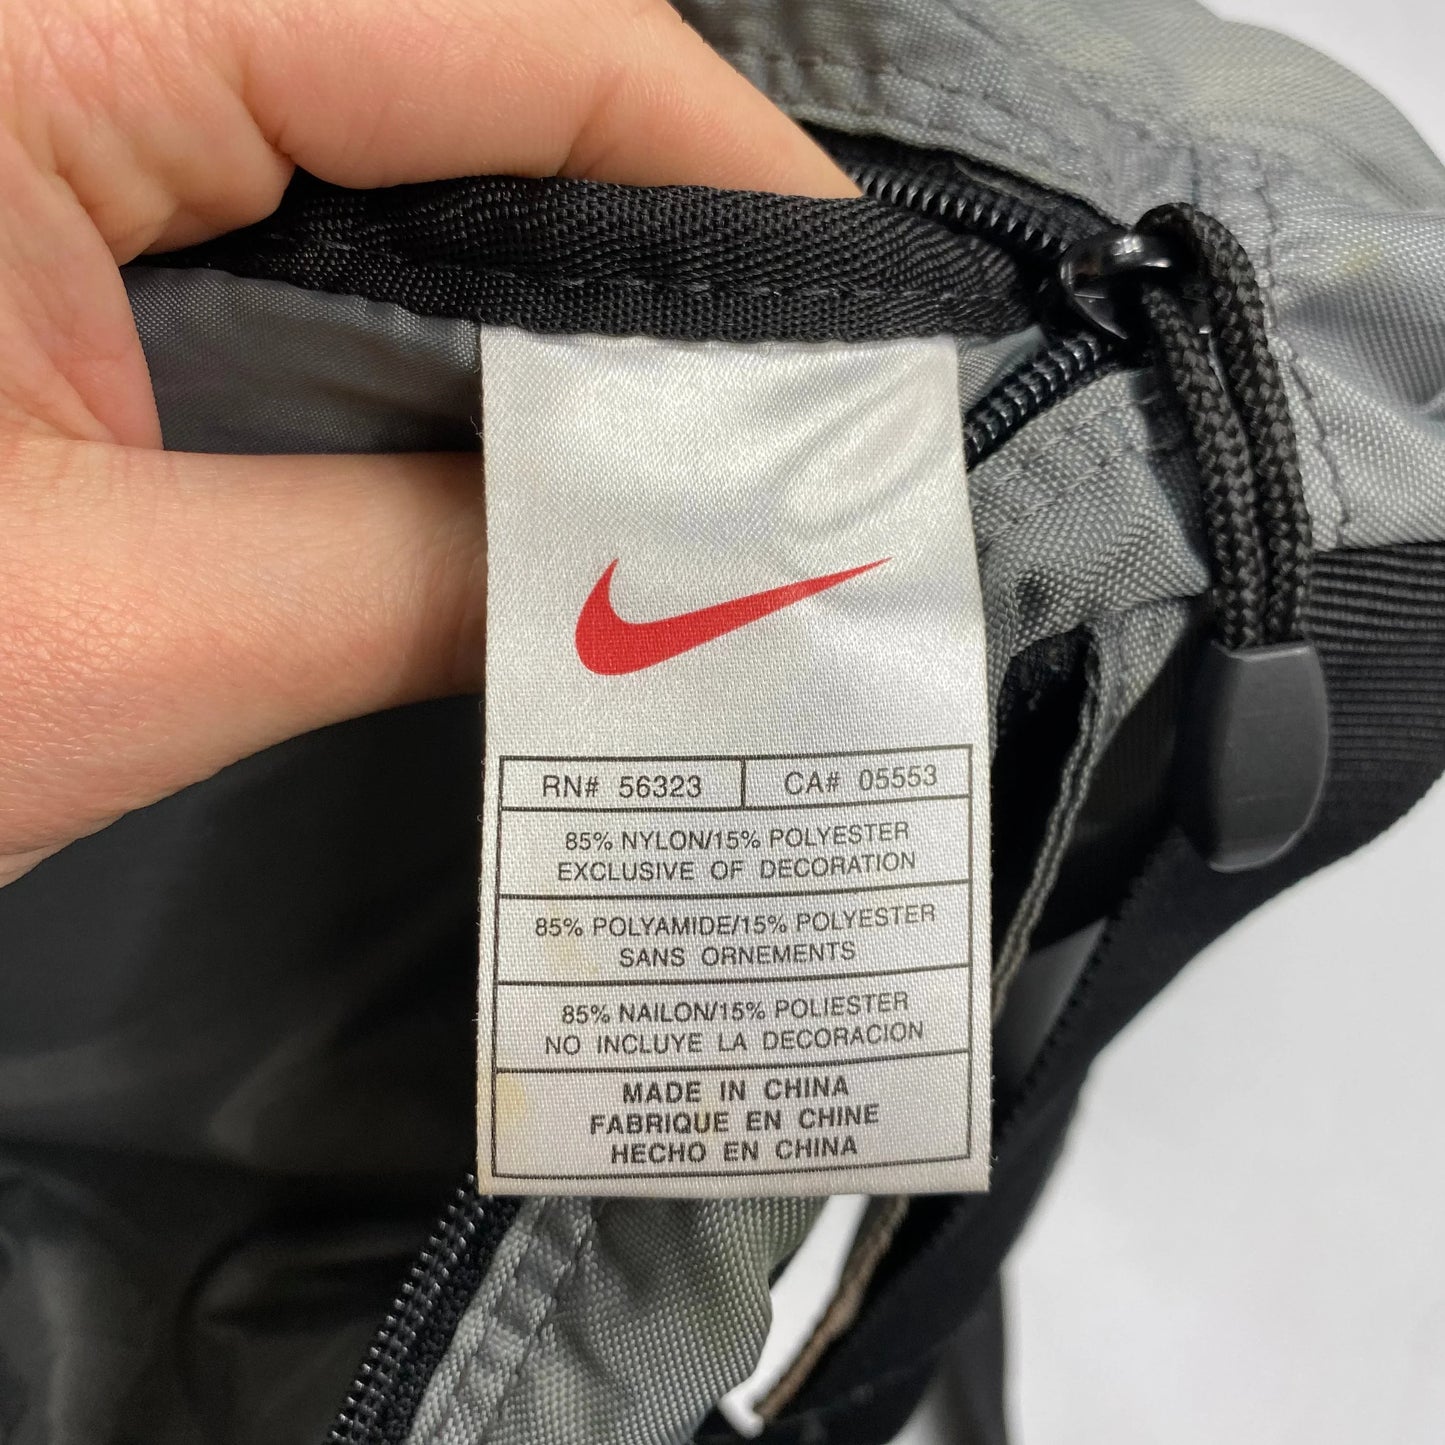 RN# 56323 CA# 05553
85% NYLON/15% POLYESTER
EXCLUSIVE OF DECORATION
85% POLYAMIDE/15% POLYESTER
SANS ORNEMENTS
85% NAILON/15% POLIESTER
NO INCLUYE LA DECORACION
MADE IN CHINA
FABRIQUE EN CHINE
HECHO EN CHINA